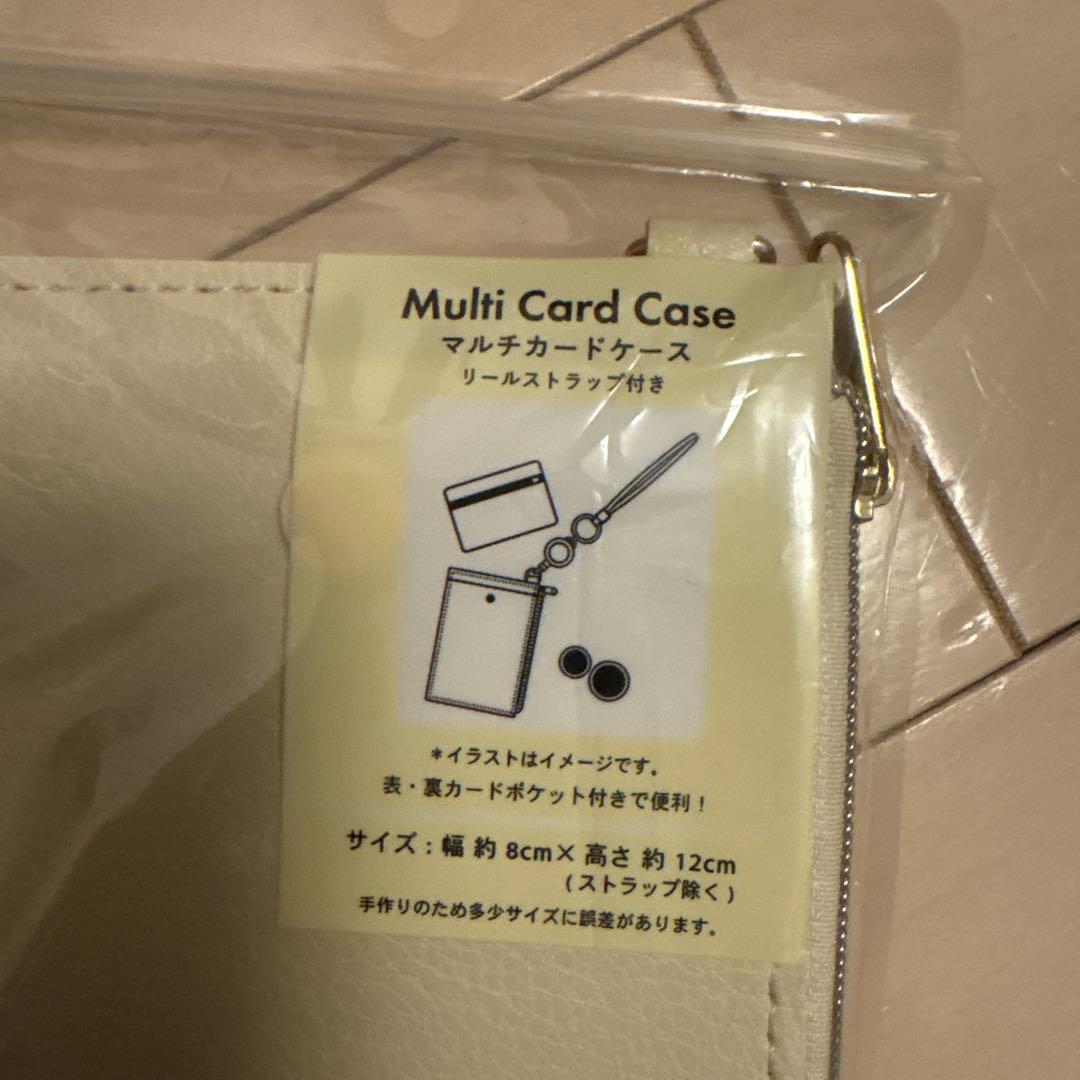 Multi Card Case
マルチカードケース
リールストラップ付き
＊イラストはイメージです。
表・裏カードポケット付きで便利！
サイズ：幅 約 8cm× 高さ 約 12cm
(ストラップ除く)
手作りのため多少サイズに誤差があります。